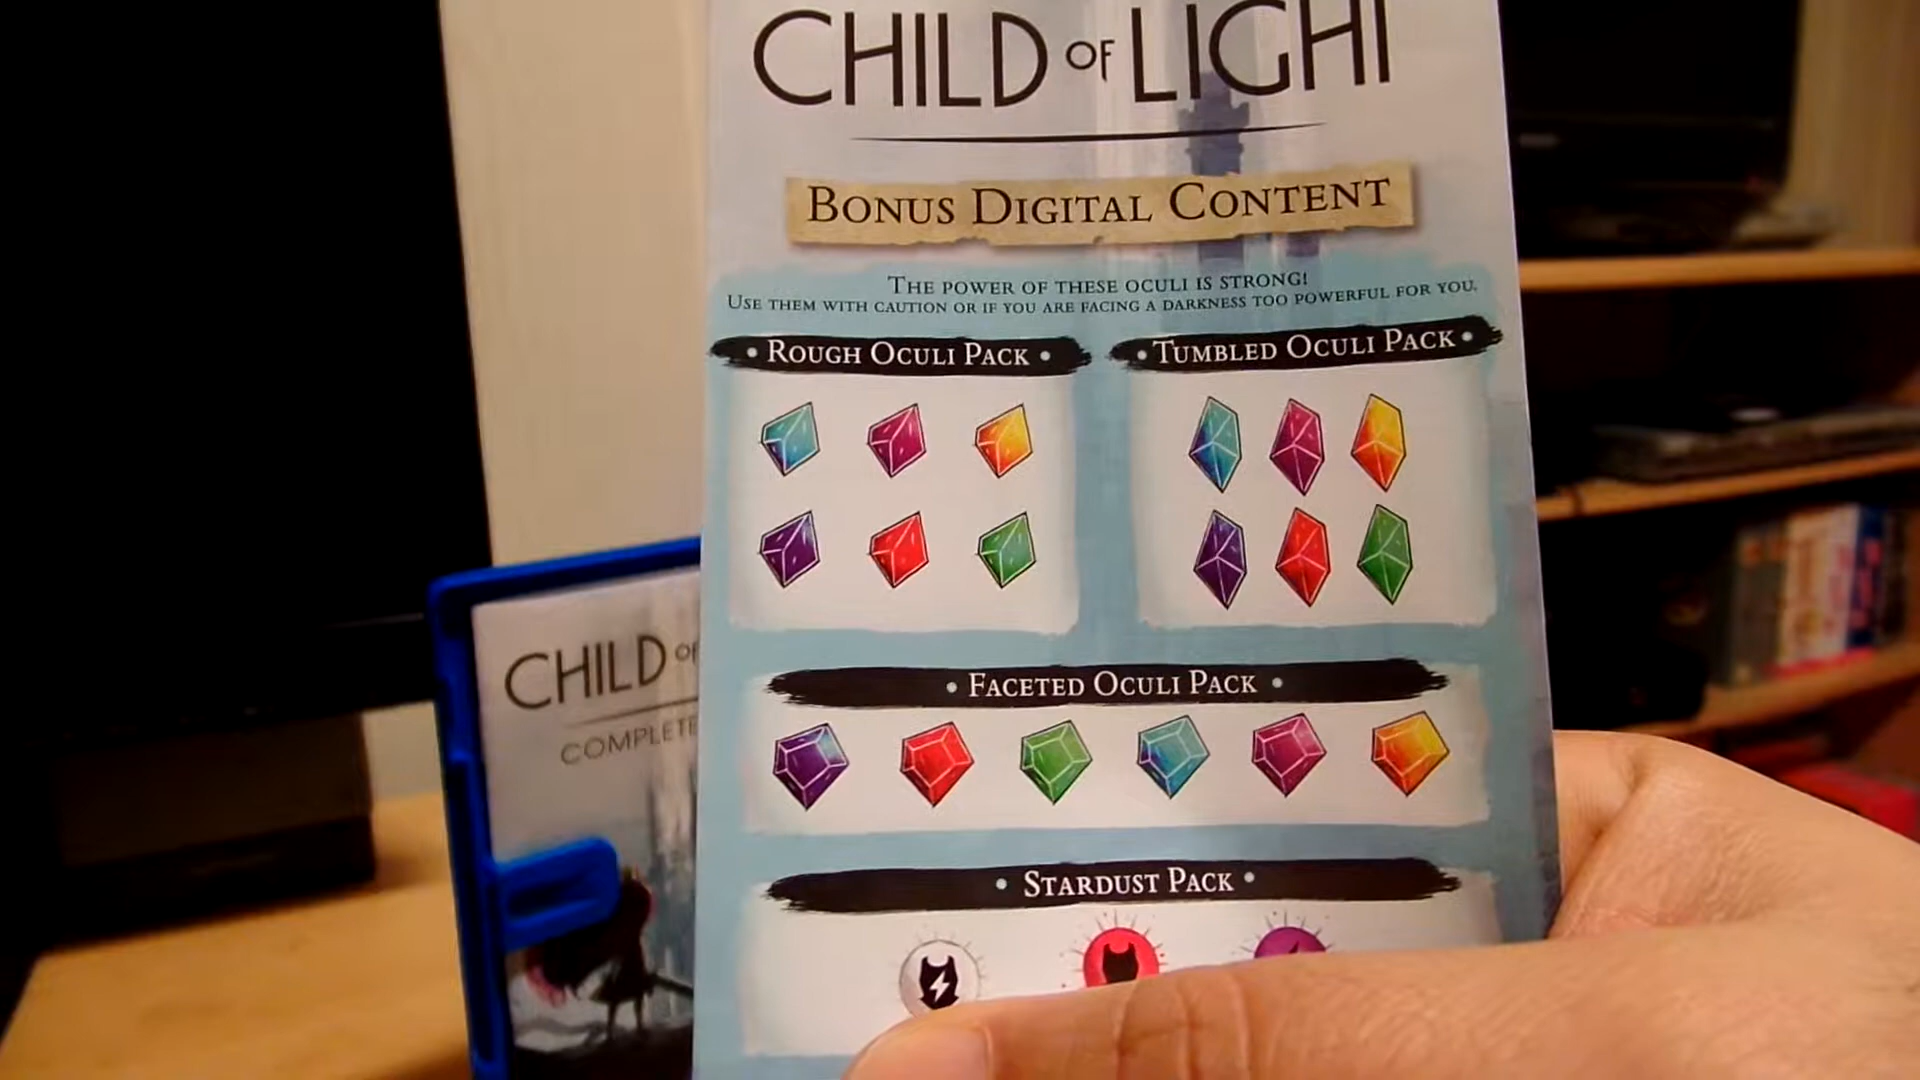 CHILD OF LIGHT
BONUS DIGITAL CONTENT
THE POWER OF THESE OCULI IS STRONG!
USE THEM WITH CAUTION OR IF YOU ARE FACING A DARKNESS TOO POWERFUL FOR YOU.
• ROUGH OCULI PACK •
• TUMBLED OCULI PACK •
• FACETED OCULI PACK •
• STARDUST PACK •
CHILD OF
COMPLETE